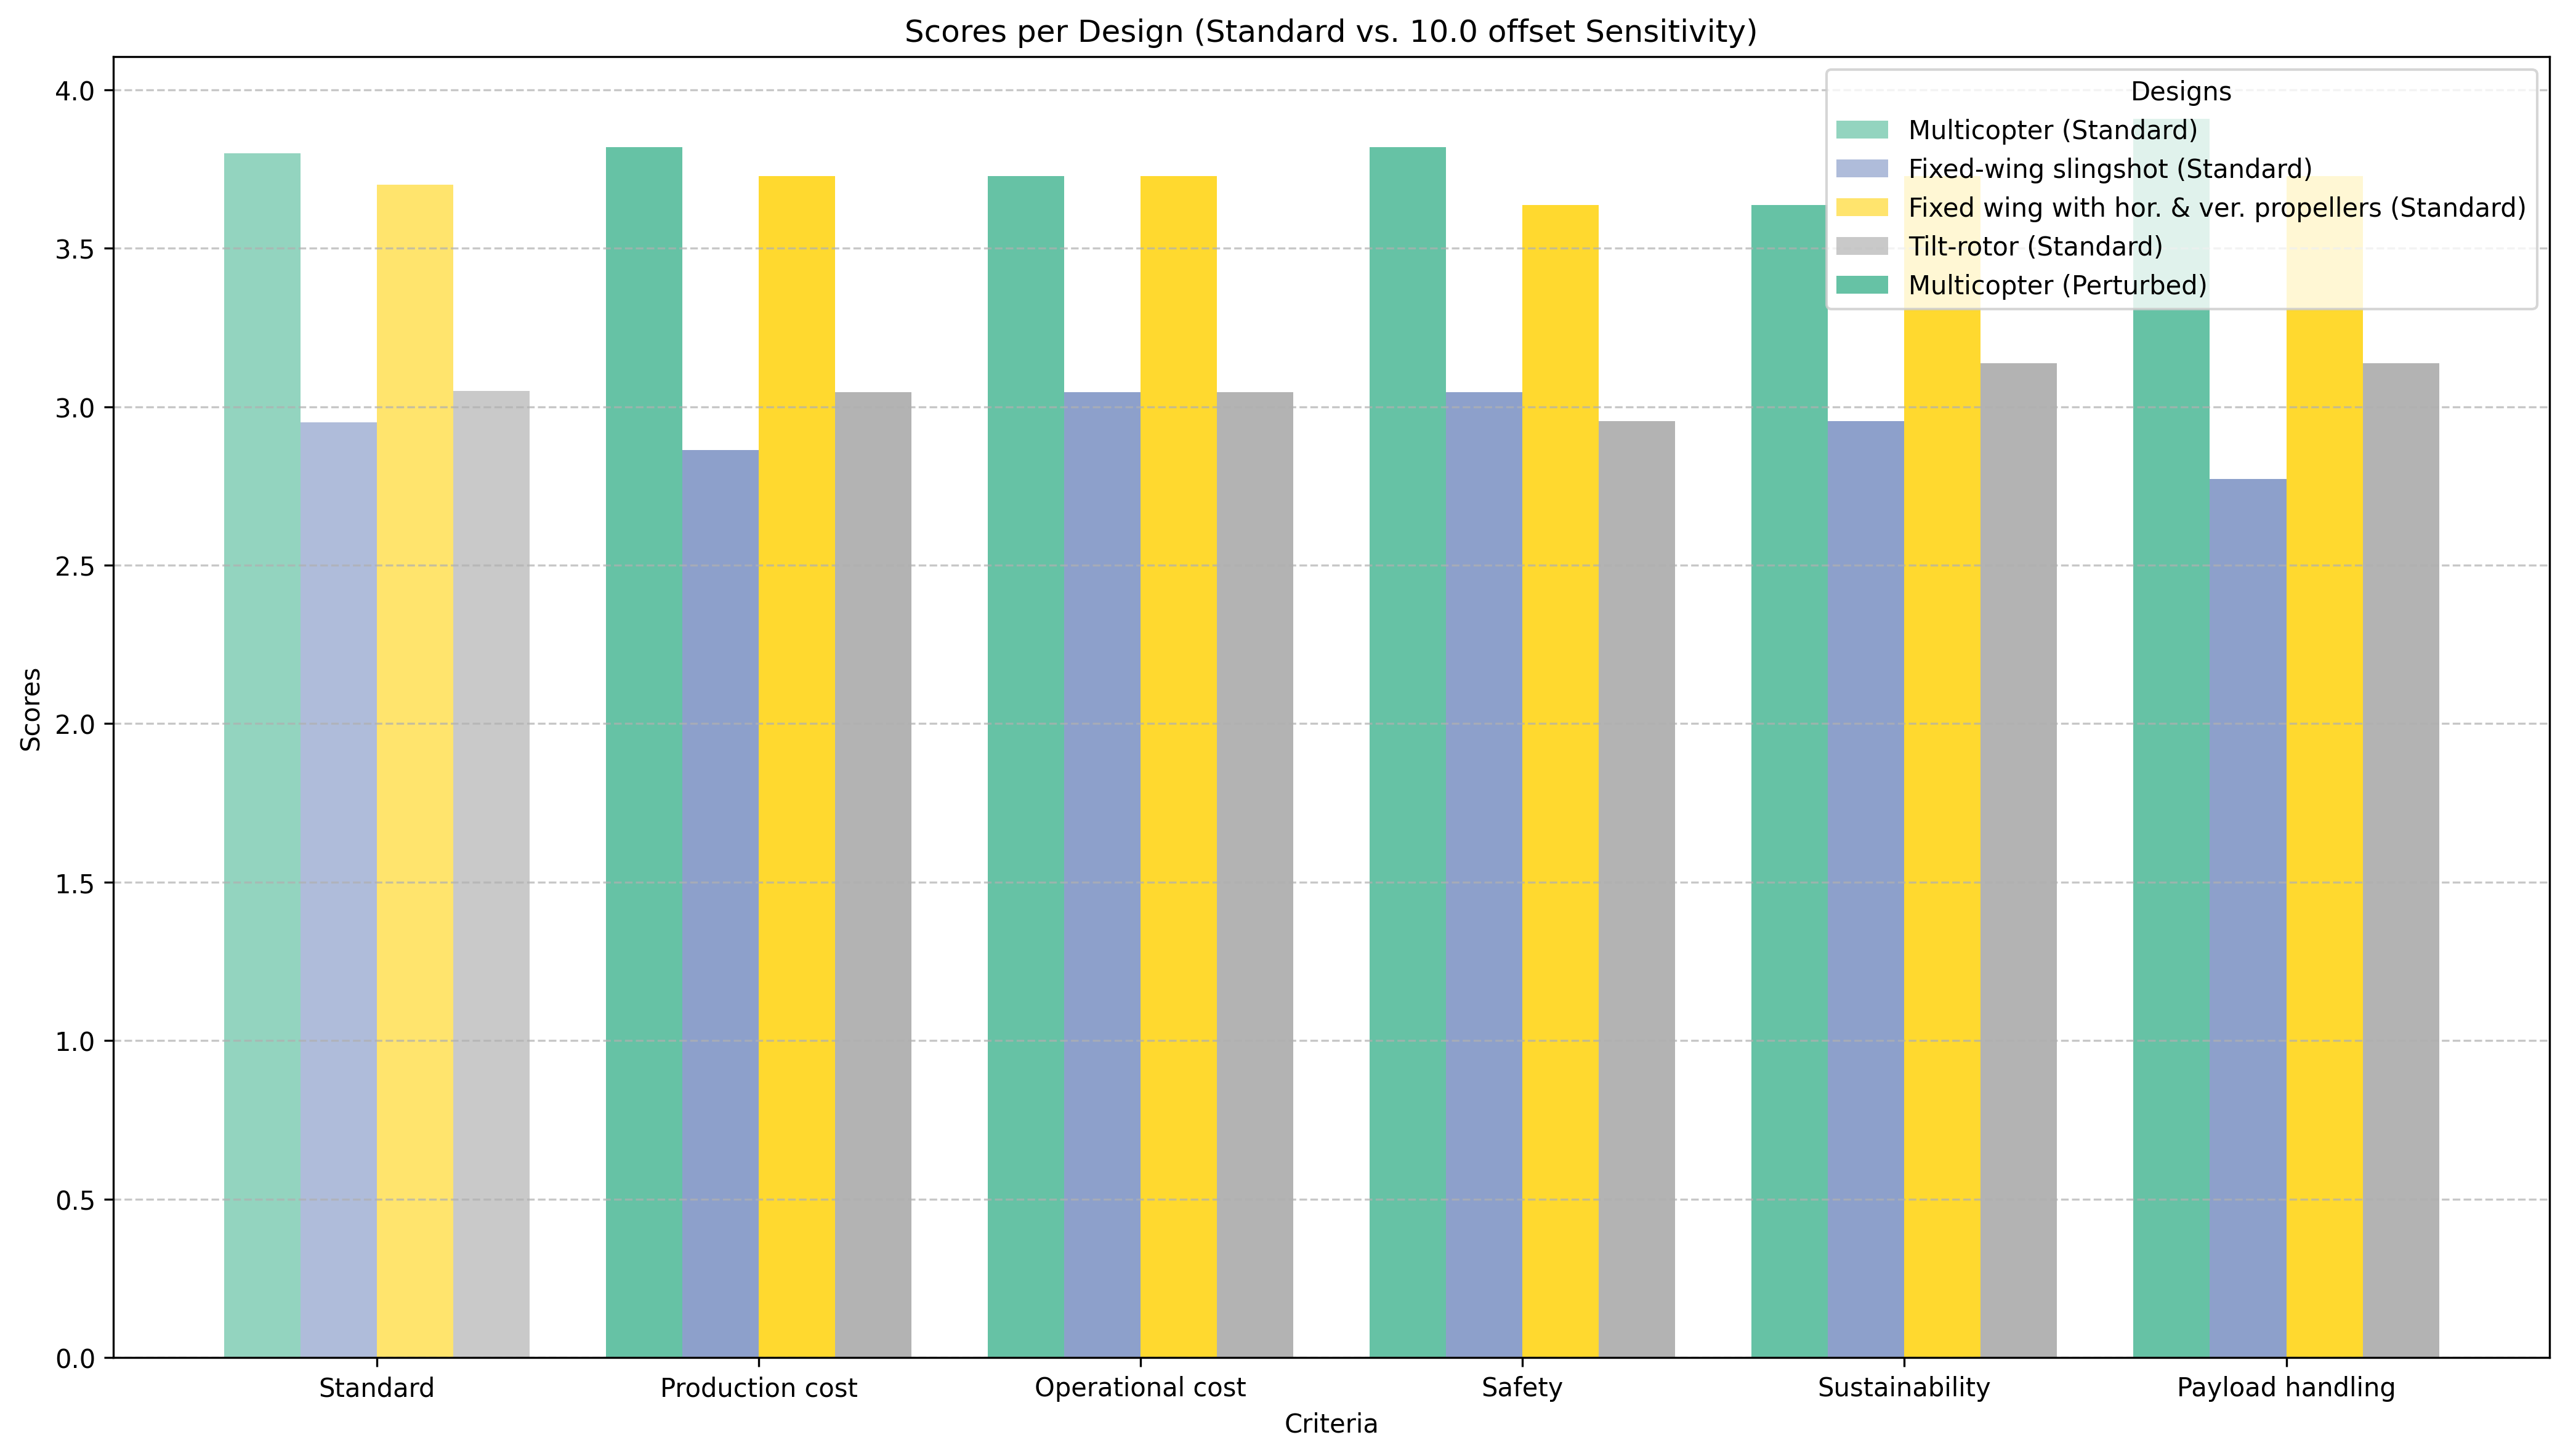 Scores per Design (Standard vs. 10.0 offset Sensitivity)
Designs
Multicopter (Standard)
Fixed-wing slingshot (Standard)
Fixed wing with hor. & ver. propellers (Standard)
Tilt-rotor (Standard)
Multicopter (Perturbed)
Scores
4.0
3.5
3.0
2.5
2.0
1.5
1.0
0.5
0.0
Standard
Production cost
Operational cost
Safety
Sustainability
Payload handling
Criteria